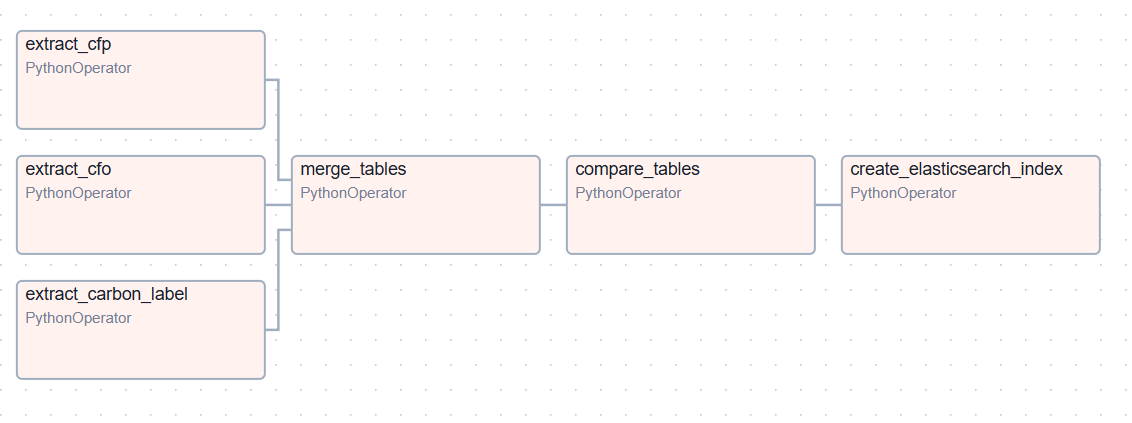 extract_cfp
PythonOperator
extract_cfo
PythonOperator
extract_carbon_label
PythonOperator
merge_tables
PythonOperator
compare_tables
PythonOperator
create_elasticsearch_index
PythonOperator